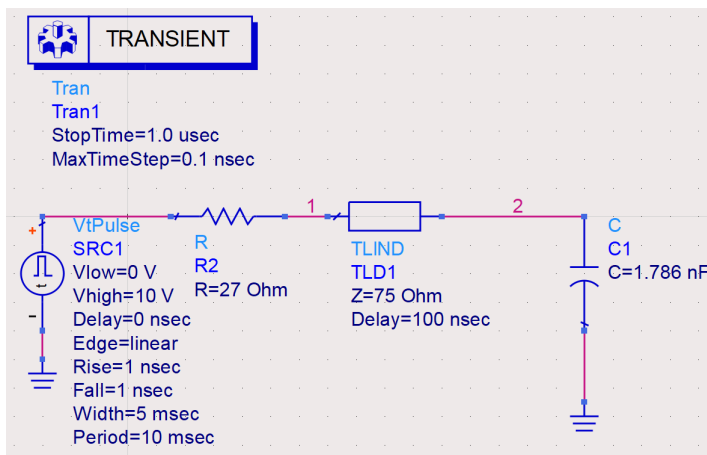 TRANSIENT
Tran
Tran1
StopTime=1.0 usec
MaxTimeStep=0.1 nsec
1
2
+
VtPulse
SRC1
Vlow=0 V
Vhigh=10 V
Delay=0 nsec
Edge=linear
Rise=1 nsec
Fall=1 nsec
Width=5 msec
Period=10 msec
-
R
R2
R=27 Ohm
TLIND
TLD1
Z=75 Ohm
Delay=100 nsec
C
C1
C=1.786 nF